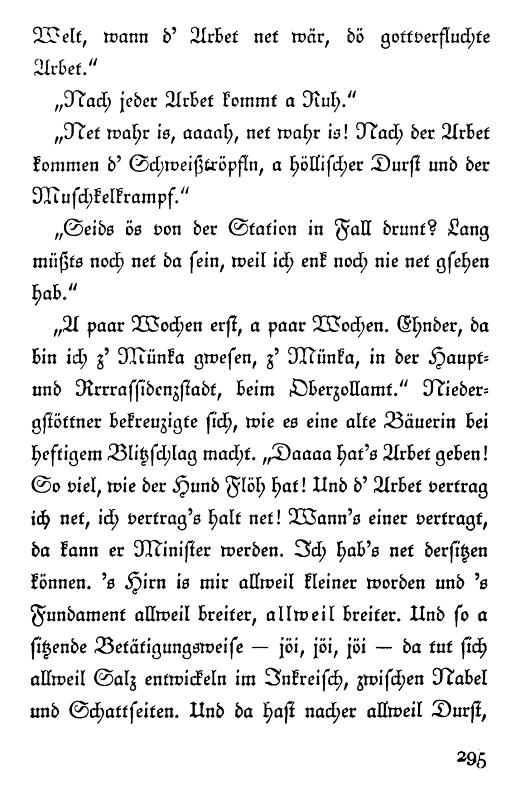 Welt, wann d' Arbet net wär, dö gottverfluchte
Arbet."
„Nach jeder Arbet kommt a Ruh."
„Net wahr is, aaaah, net wahr is! Nach der Arbet
kommen d' Schweißtröpfln, a höllischer Durst und der
Muschkelkrampf."
„Seids ös von der Station in Fall drunt? Lang
müßts noch net da sein, weil ich enk noch nie net gsehen
hab."
„A paar Wochen erst, a paar Wochen. Ehnder, da
bin ich z' Münka gwesen, z' Münka, in der Haupt-
und Rrrrassidenzstadt, beim Oberzollamt." Nieder-
gstöttner bekreuzigte sich, wie es eine alte Bäuerin bei
heftigem Blitzschlag macht. „Daaaa hat's Arbet geben!
So viel, wie der Hund Flöh hat! Und d' Arbet vertrag
ich net, ich vertrag's halt net! Wann's einer vertragt,
da kann er Minister werden. Ich hab's net dersitzen
können. 's Hirn is mir allweil kleiner worden und 's
Fundament allweil breiter, allweil breiter. Und so a
sitzende Betätigungsweise — jöi, jöi, jöi — da tut sich
allweil Salz entwickeln im Inkreisch, zwischen Nabel
und Schattseiten. Und da hast nacher allweil Durst,
295